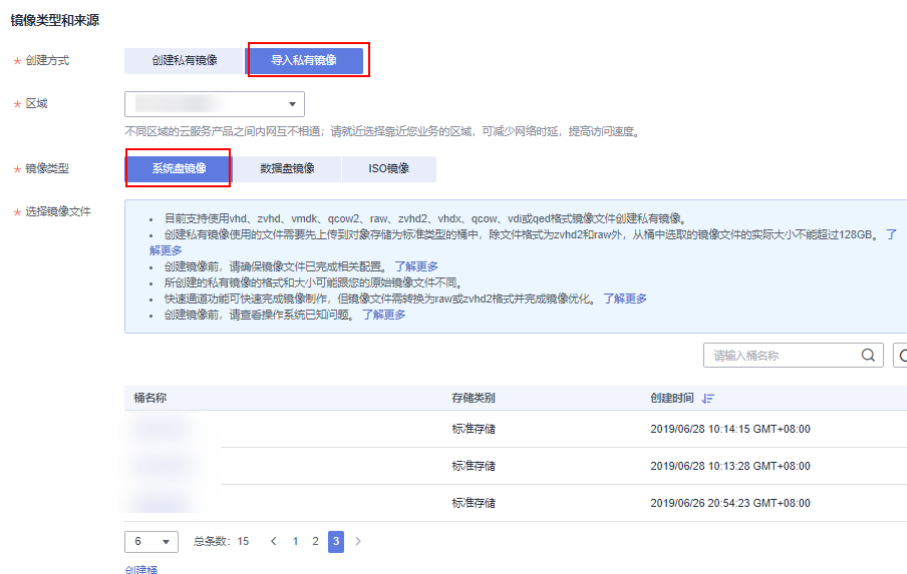 镜像类型和来源
★ 创建方式 创建私有镜像 导入私有镜像
★ 区域
不同区域的云服务产品之间内网互不相通；请就近选择靠近您业务的区域，可减少网络时延，提高访问速度。
★ 镜像类型 系统盘镜像 数据盘镜像 ISO镜像
★ 选择镜像文件
• 目前支持使用vhd、zvhd、vmdk、qcow2、raw、zvhd2、vhdx、qcow、vdi或qed格式镜像文件创建私有镜像。
• 创建私有镜像使用的文件需要先上传到对象存储为标准类型的桶中，除文件格式为zvhd2和raw外，从桶中选取的镜像文件的实际大小不能超过128GB。 了
解更多
• 创建镜像前，请确保镜像文件已完成相关配置。 了解更多
• 所创建的私有镜像的格式和大小可能跟您的原始镜像文件不同。
• 快速通道功能可快速完成镜像制作，但镜像文件需转换为raw或zvhd2格式并完成镜像优化。 了解更多
• 创建镜像前，请查看操作系统已知问题。 了解更多
请输入桶名称
桶名称 存储类别 创建时间
标准存储 2019/06/28 10:14:15 GMT+08:00
标准存储 2019/06/28 10:13:28 GMT+08:00
标准存储 2019/06/26 20:54:23 GMT+08:00
6 总条数：15 < 1 2 3 >
创建桶